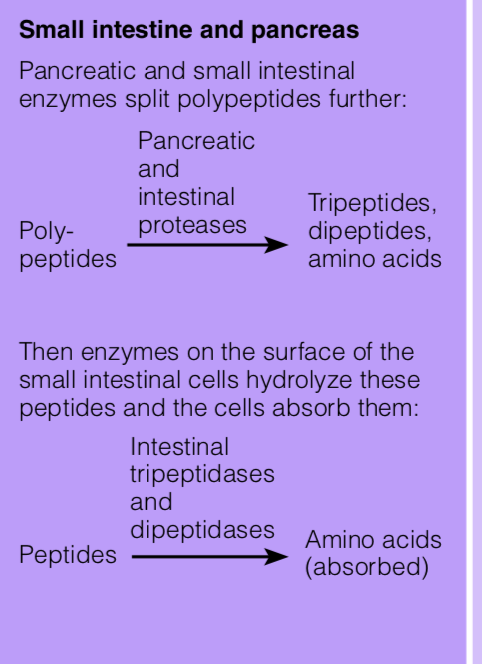 Small intestine and pancreas
Pancreatic and small intestinal
enzymes split polypeptides further:
Pancreatic
and
intestinal
proteases
Poly-
peptides
Tripeptides,
dipeptides,
amino acids
Then enzymes on the surface of the
small intestinal cells hydrolyze these
peptides and the cells absorb them:
Intestinal
tripeptidases
and
dipeptidases
Peptides
Amino acids
(absorbed)